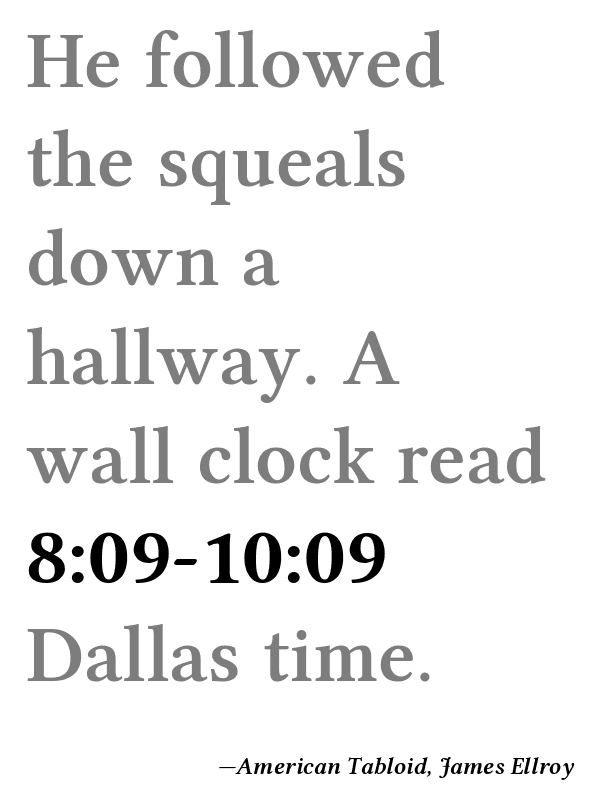 He followed
the squeals
down a
hallway. A
wall clock read
8:09-10:09
Dallas time.
—American Tabloid, James Ellroy